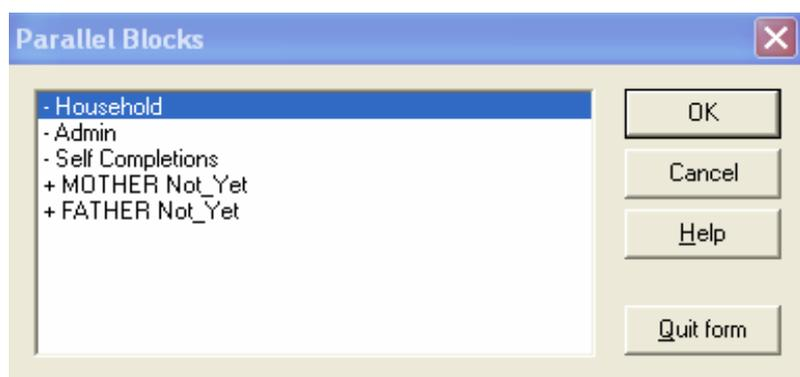 Parallel Blocks
- Household
- Admin
- Self Completions
+ MOTHER Not_Yet
+ FATHER Not_Yet
OK
Cancel
Help
Quit form